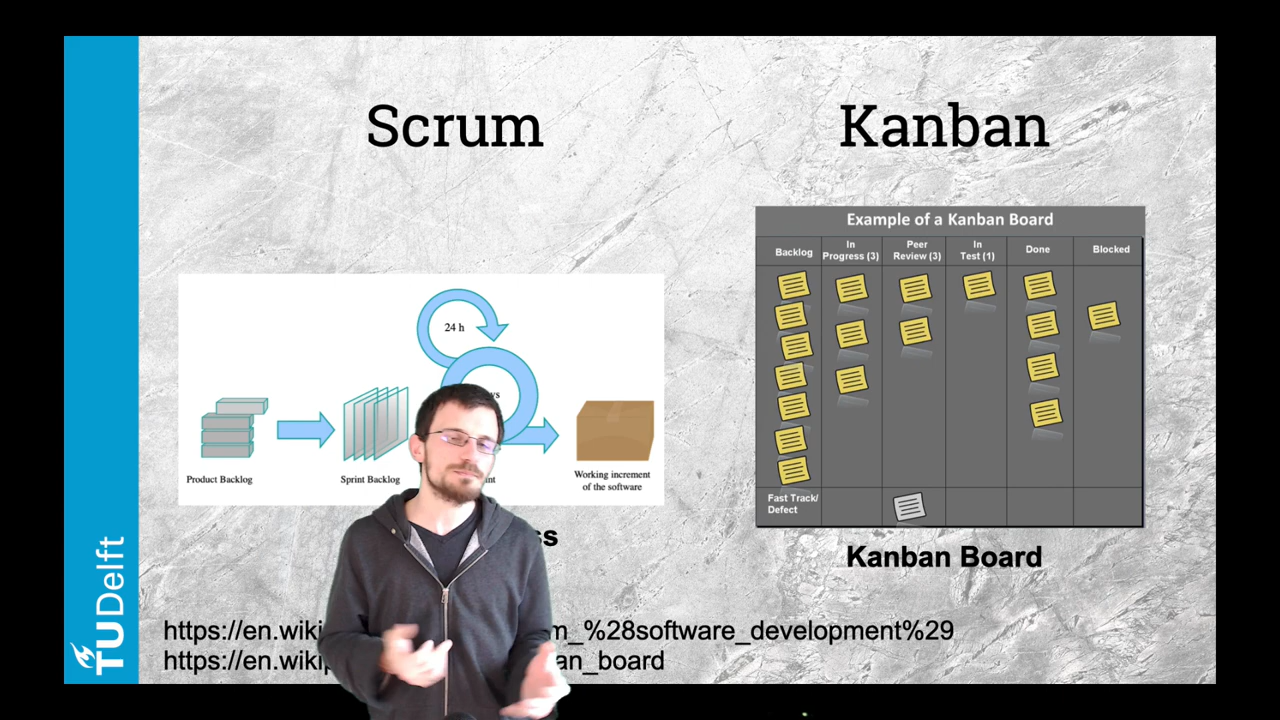 Scrum
Kanban
24 h
Product Backlog
Sprint Backlog
Working increment
of the software
Example of a Kanban Board
Backlog
In
Progress (3)
Peer
Review (3)
In
Test (1)
Done
Blocked
Fast Track/
Defect
Kanban Board
https://en.wiki m_%28software_development%29
https://en.wikip an_board
TUDelft